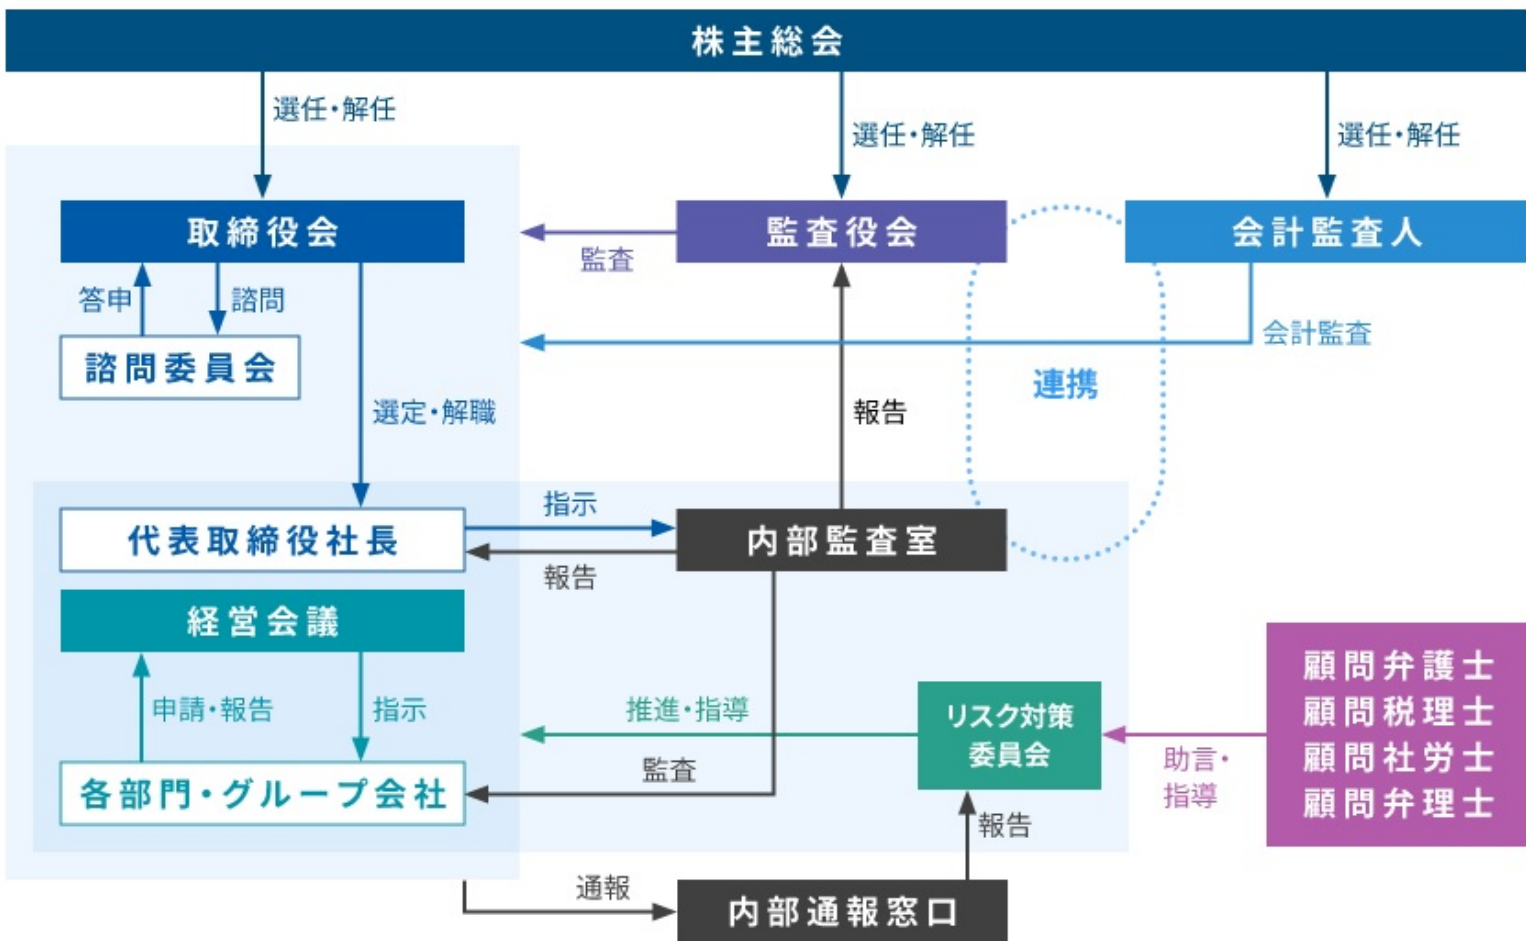 株主総会
選任・解任
選任・解任
選任・解任
取締役会
監査役会
会計監査人
監査
答申
諮問
会計監査
諮問委員会
連携
選定・解職
報告
指示
代表取締役社長
内部監査室
報告
経営会議
顧問弁護士
顧問税理士
顧問社労士
顧問弁理士
申請・報告
指示
推進・指導
リスク対策
委員会
助言・
指導
監査
各部門・グループ会社
報告
通報
内部通報窓口